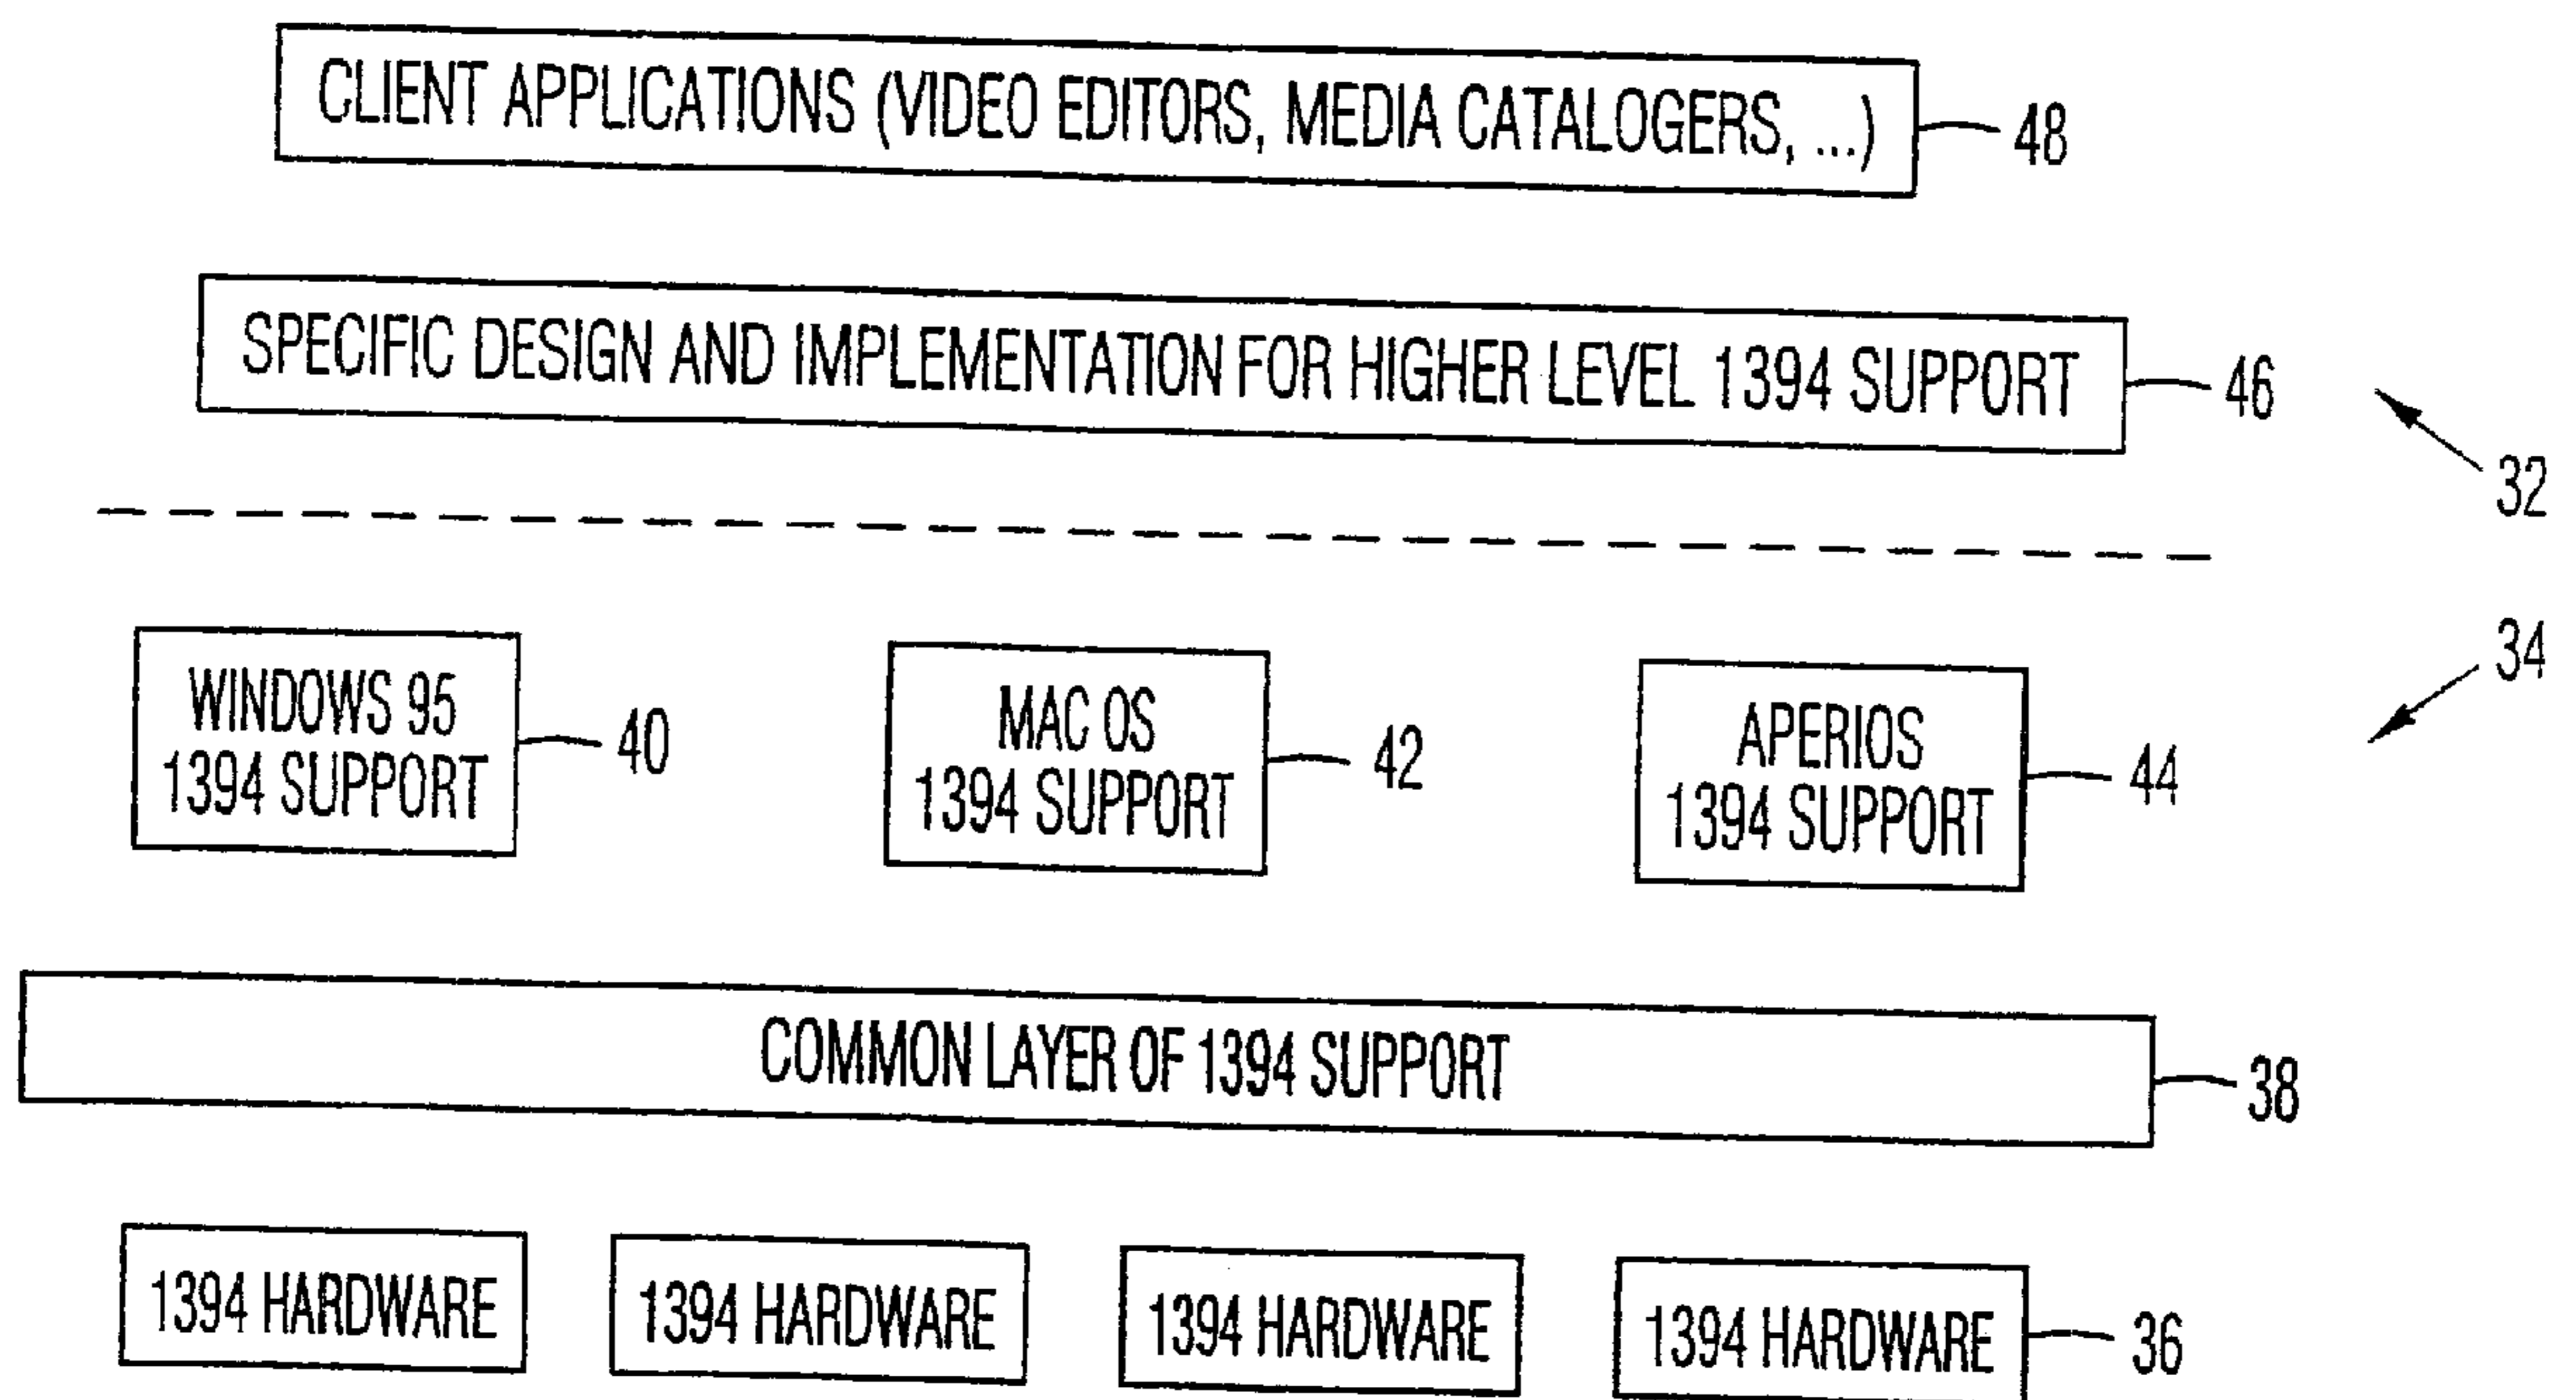 CLIENT APPLICATIONS (VIDEO EDITORS, MEDIA CATALOGERS, ...)
48
SPECIFIC DESIGN AND IMPLEMENTATION FOR HIGHER LEVEL 1394 SUPPORT
46
32
34
WINDOWS 95
1394 SUPPORT
40
MAC OS
1394 SUPPORT
42
APERIOS
1394 SUPPORT
44
COMMON LAYER OF 1394 SUPPORT
38
1394 HARDWARE
1394 HARDWARE
1394 HARDWARE
1394 HARDWARE
36